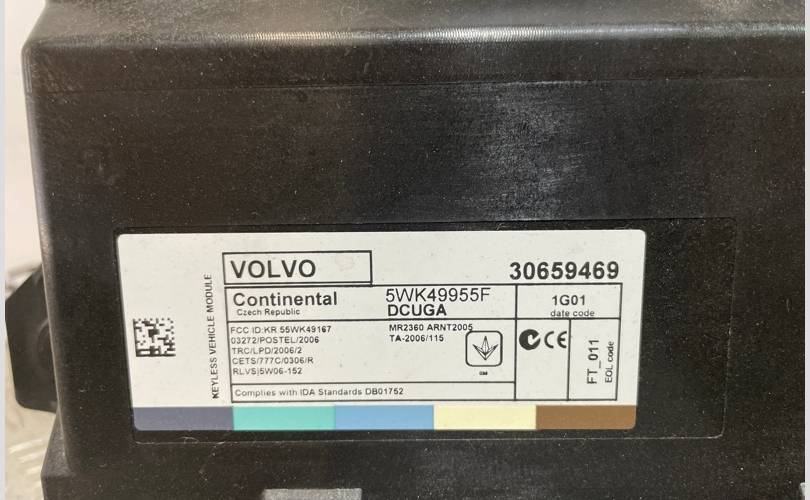 VOLVO
30659469
Continental
Czech Republic
5WK49955F
DCUGA
1G01
date code
KEYLESS VEHICLE MODULE
FCC ID:KR 55WK49167
03272/POSTEL/2006
TRC/LPD/2006/2
CETS/777C/0306/R
RLVS|5W06-152
MR2360 ARNT2005
TA-2006/115
CE
FT_011
EOL code
Complies with IDA Standards DB01752